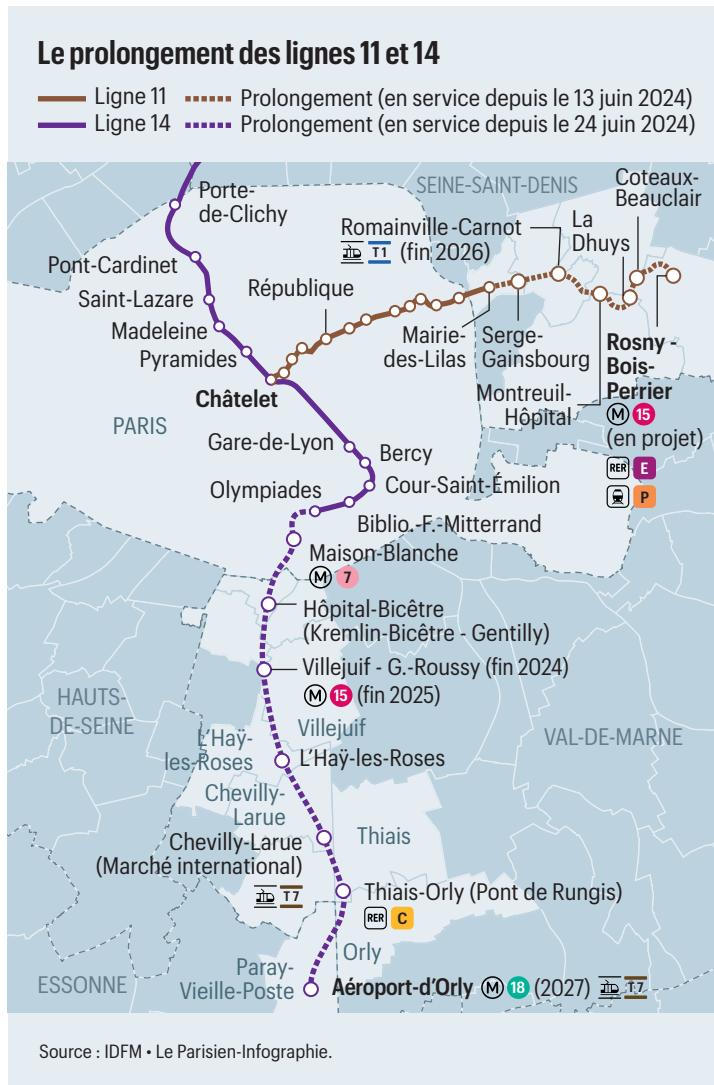 Le prolongement des lignes 11 et 14
Ligne 11 Prolongement (en service depuis le 13 juin 2024)
Ligne 14 Prolongement (en service depuis le 24 juin 2024)
SEINE-SAINT-DENIS
Coteaux-
Beauclair
Porte-
de-Clichy
Romainville-Carnot
T1 (fin 2026)
La
Dhuys
Pont-Cardinet
Saint-Lazare
République
Madeleine
Pyramides
Mairie-
des-Lilas
Serge-
Gainsbourg
Rosny -
Bois-
Perrier
M 15
(en projet)
RER E
P
Montreuil-
Hôpital
Châtelet
PARIS
Gare-de-Lyon
Bercy
Olympiades
Cour-Saint-Émilion
Biblio.-F.-Mitterrand
Maison-Blanche
M 7
Hôpital-Bicêtre
(Kremlin-Bicêtre - Gentilly)
Villejuif - G.-Roussy (fin 2024)
M 15 (fin 2025)
HAUTS-
DE-SEINE
Villejuif
VAL-DE-MARNE
L'Haÿ-
les-Roses
L'Haÿ-les-Roses
Chevilly-
Larue
Chevilly-Larue
(Marché international)
T7
Thiais
Thiais-Orly (Pont de Rungis)
RER C
Orly
ESSONNE
Paray-
Vieille-Poste
Aéroport-d'Orly M 18 (2027) T7
Source : IDFM • Le Parisien-Infographie.